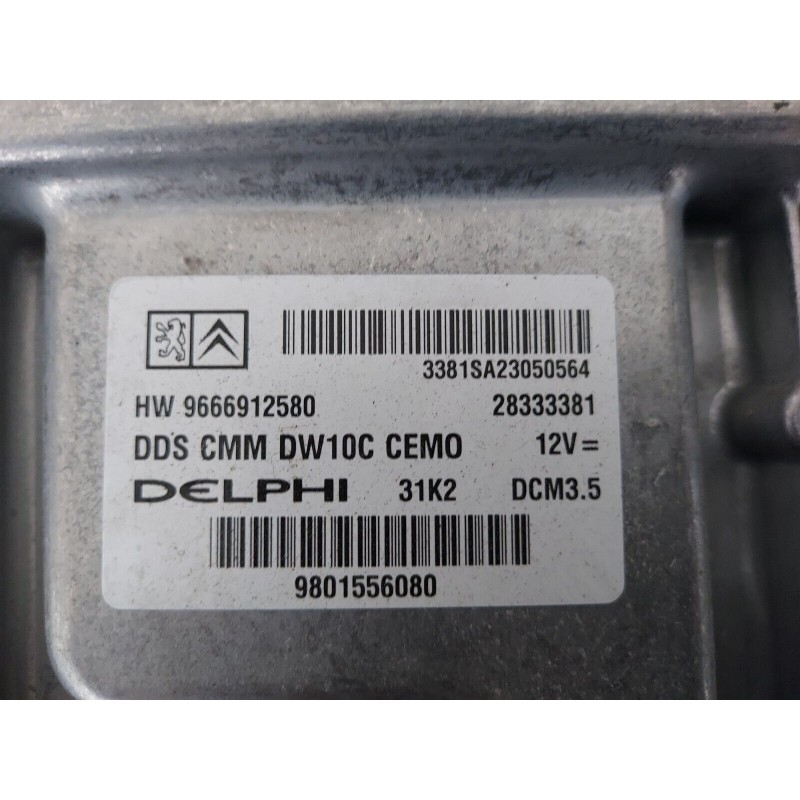 3381SA23050564
HW 9666912580 28333381
DDS CMM DW10C CEMO 12V =
DELPHI 31K2 DCM3.5
9801556080